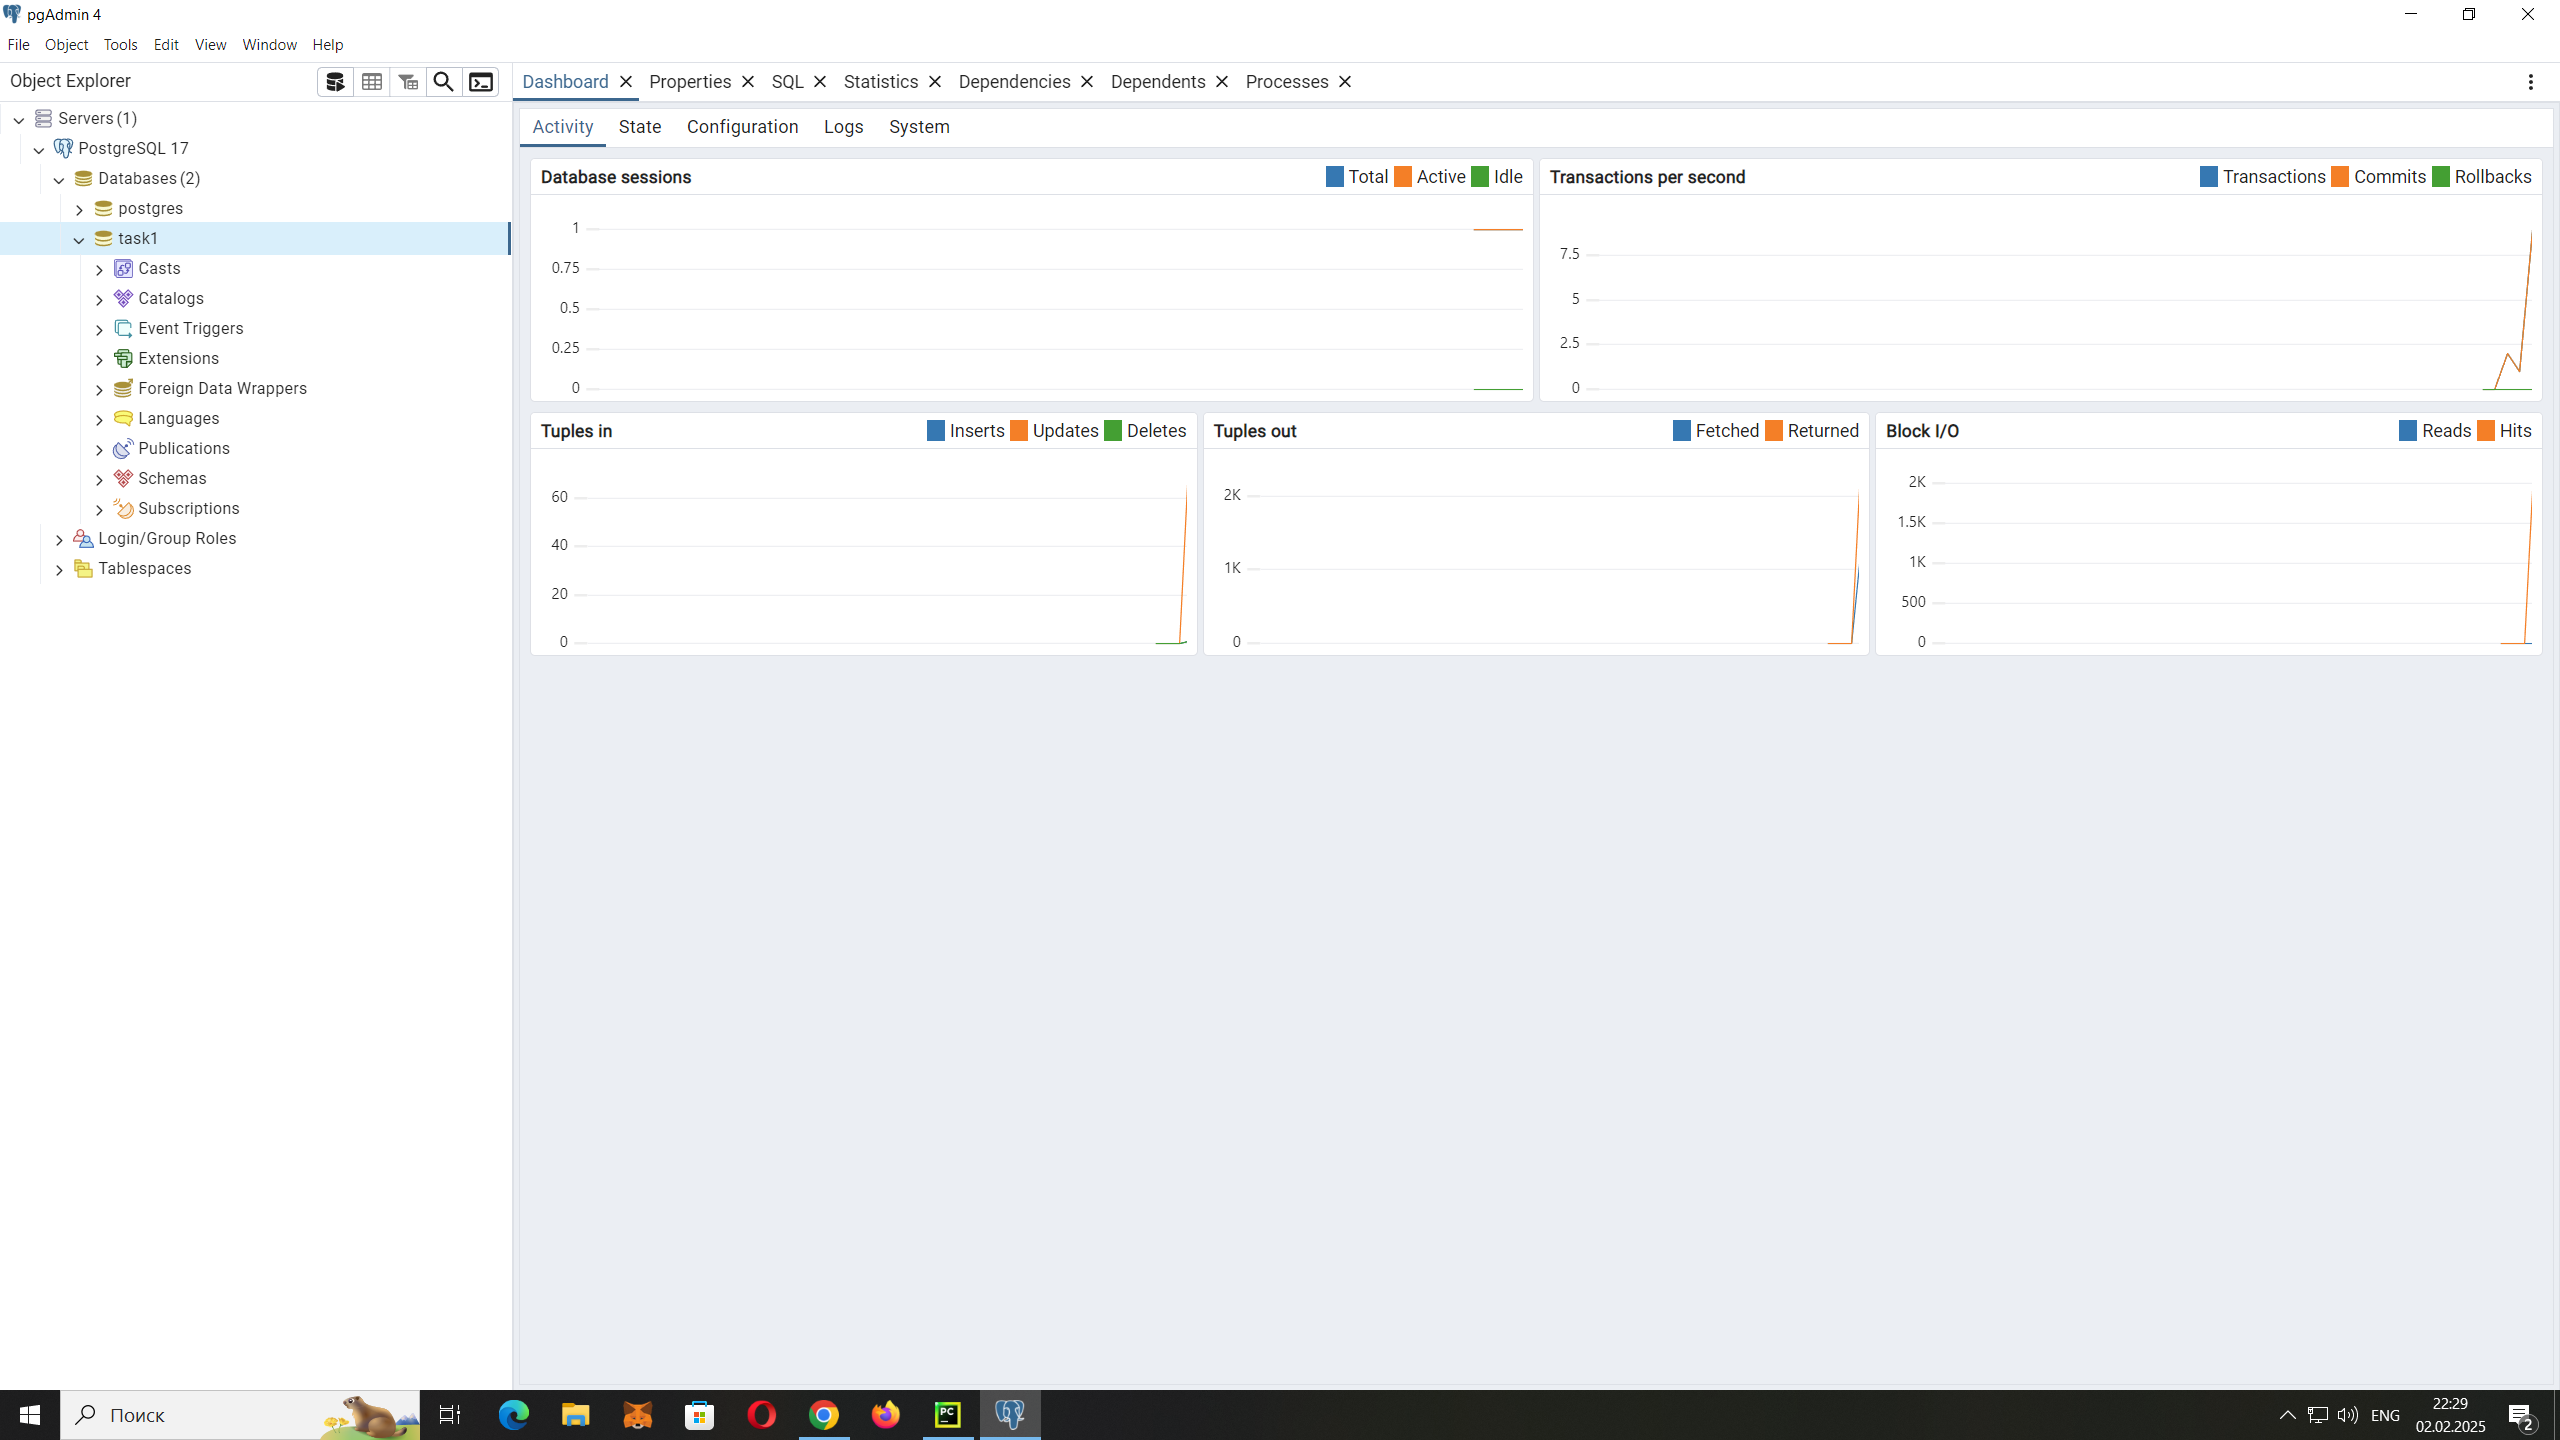 pgAdmin 4
File Object Tools Edit View Window Help
Object Explorer
Servers (1)
PostgreSQL 17
Databases (2)
postgres
task1
Casts
Catalogs
Event Triggers
Extensions
Foreign Data Wrappers
Languages
Publications
Schemas
Subscriptions
Login/Group Roles
Tablespaces
Dashboard Properties SQL Statistics Dependencies Dependents Processes
Activity State Configuration Logs System
Database sessions Total Active Idle
1
0.75
0.5
0.25
0
Transactions per second Transactions Commits Rollbacks
7.5
5
2.5
0
Tuples in Inserts Updates Deletes
60
40
20
0
Tuples out Fetched Returned
2K
1K
0
Block I/O Reads Hits
2K
1.5K
1K
500
0
Поиск
PC
ENG
22:29
02.02.2025
2